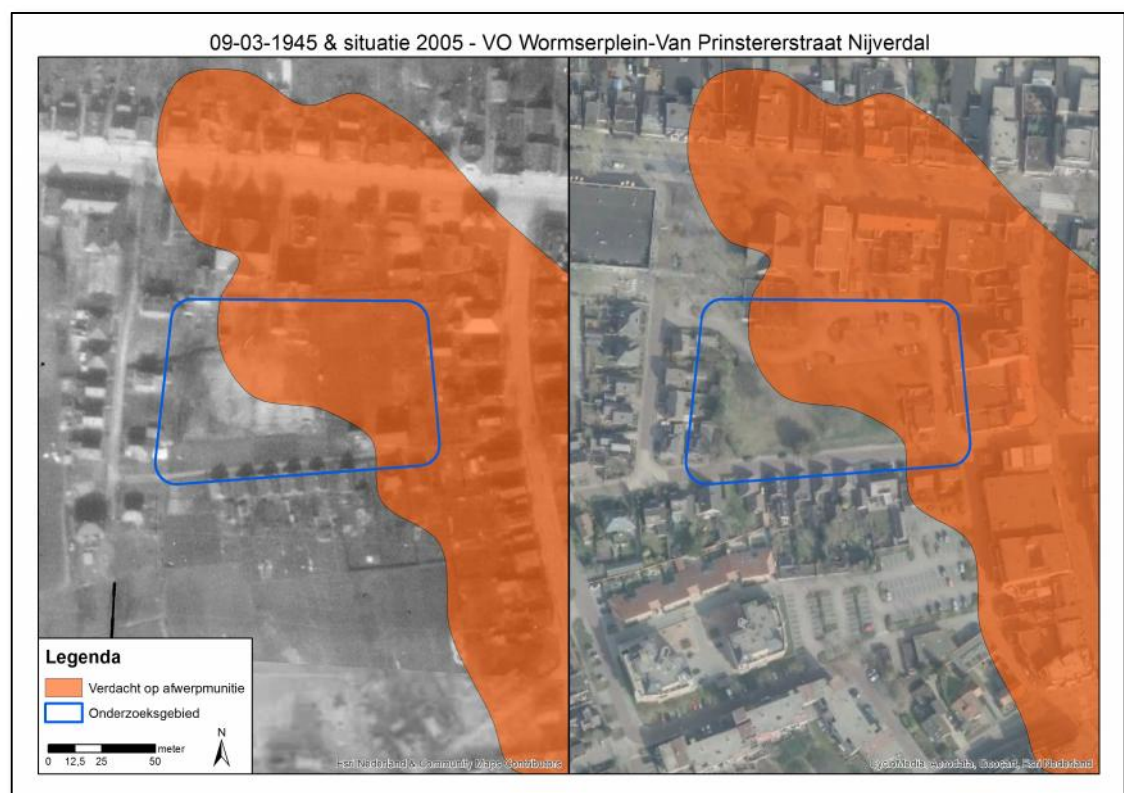 09-03-1945 & situatie 2005 - VO Wormserplein-Van Prinstererstraat Nijverdal
Legenda
Verdacht op afwerpmunitie
Onderzoeksgebied
0 12,5 25 50 meter
N
Esri Nederland & Community Maps Contributors
CycloMedia, Aerodata, Geocart, Esri Nederland